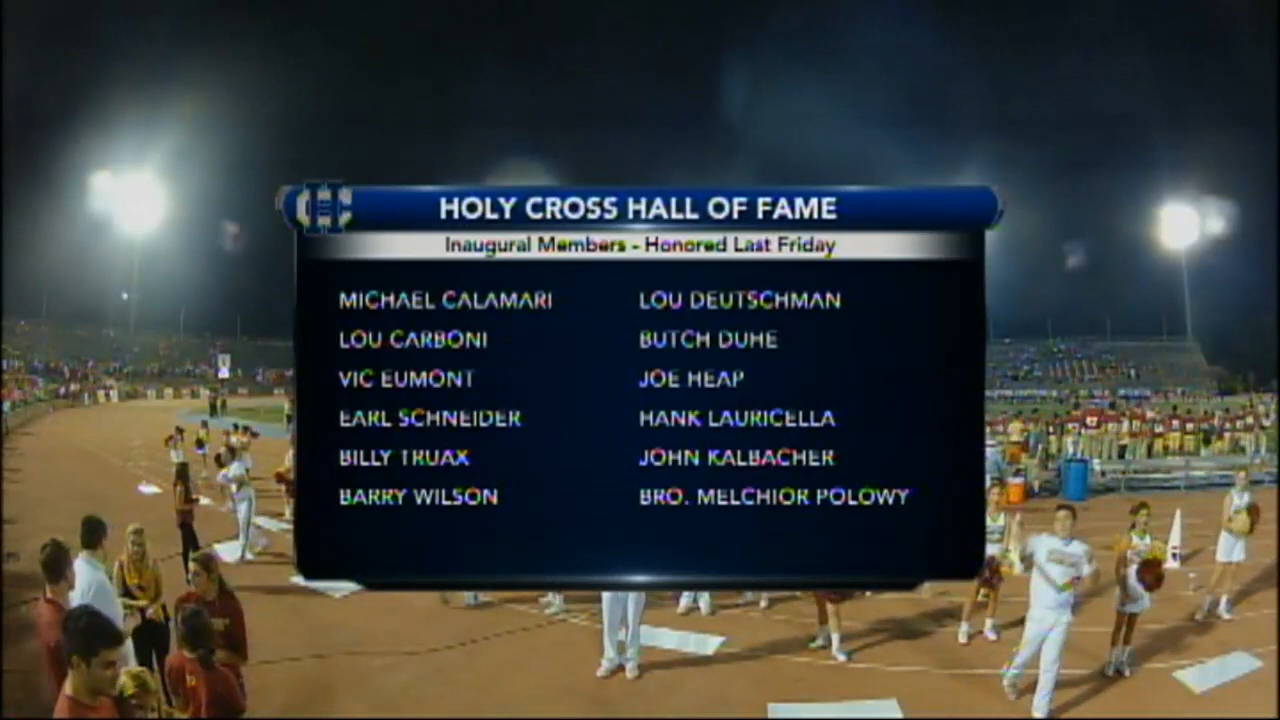 HC
HOLY CROSS HALL OF FAME
Inaugural Members - Honored Last Friday
MICHAEL CALAMARI
LOU CARBONI
VIC EUMONT
EARL SCHNEIDER
BILLY TRUAX
BARRY WILSON
LOU DEUTSCHMAN
BUTCH DUHE
JOE HEAP
HANK LAURICELLA
JOHN KALBACHER
BRO. MELCHIOR POLOWY